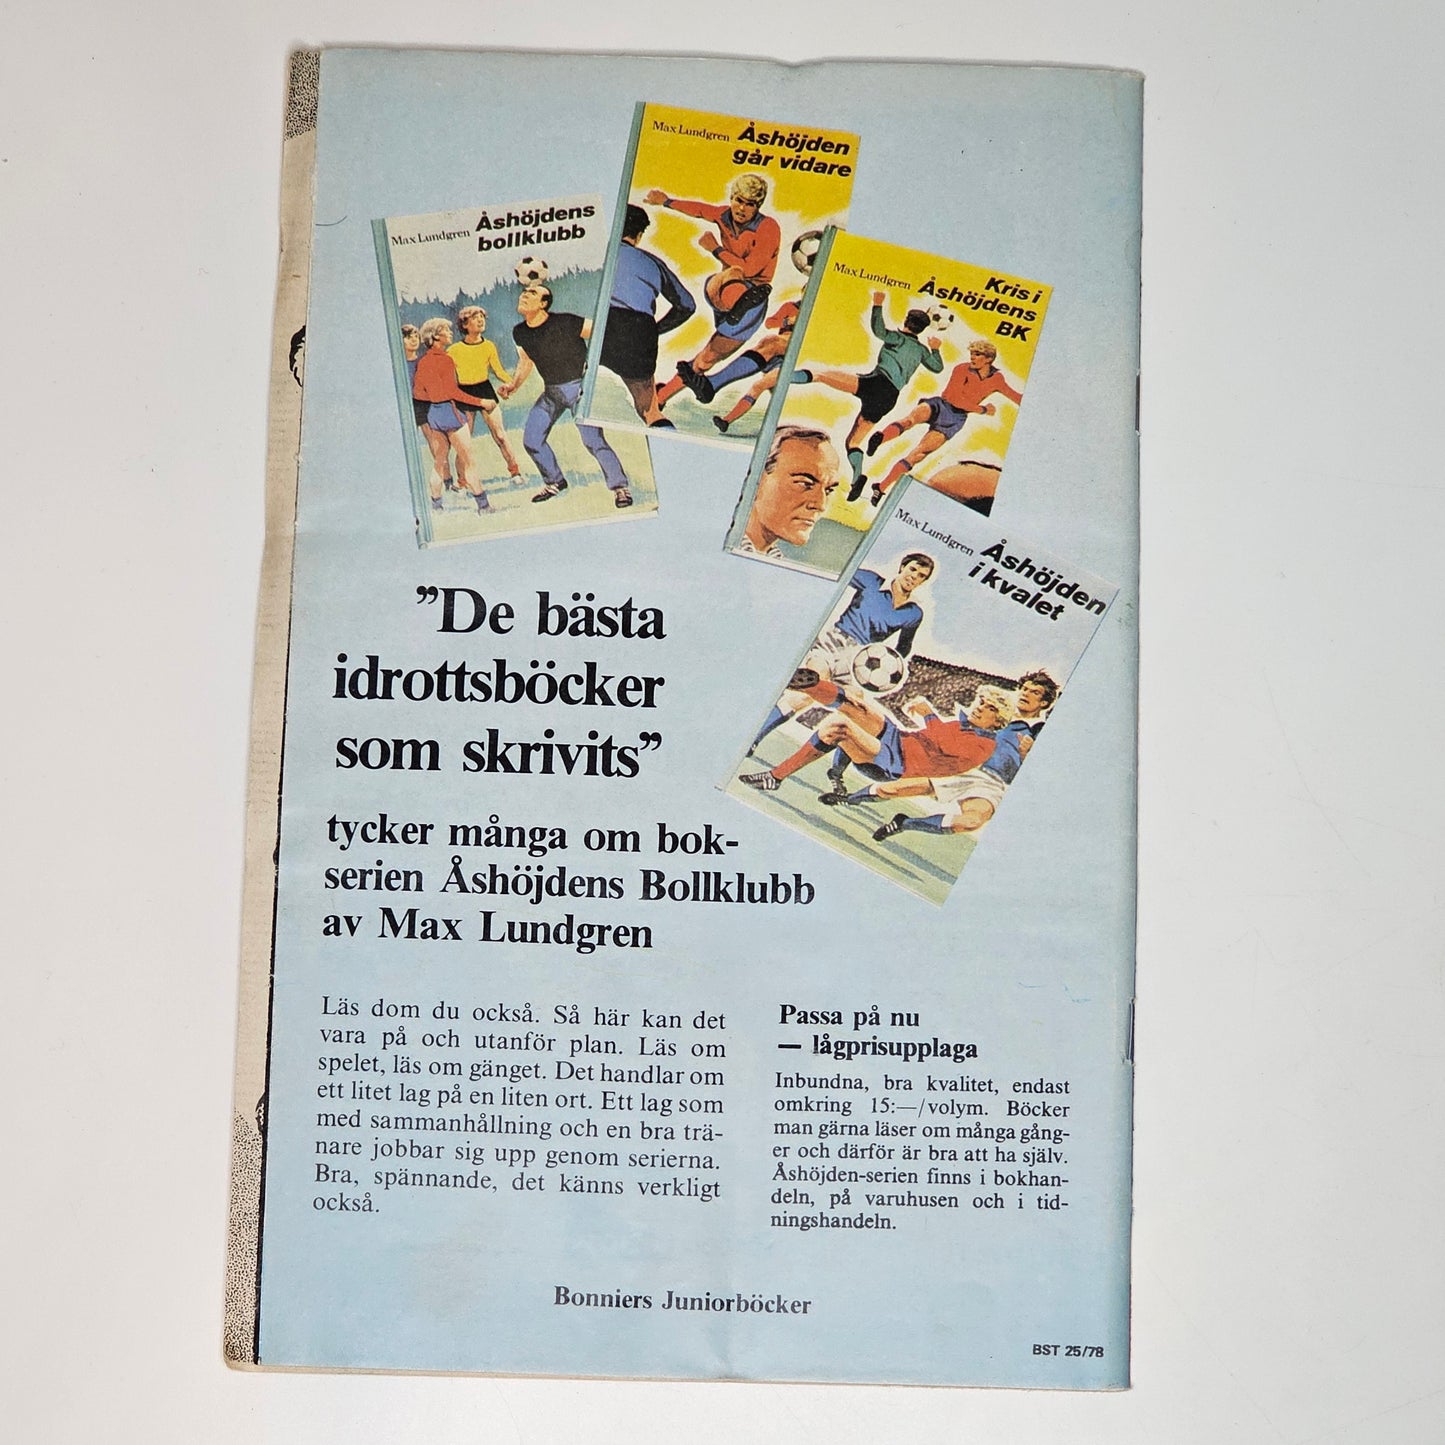 Max Lundgren Åshöjden
går vidare
Max Lundgren Åshöjdens
bollklubb
Max Lundgren Kris i
Åshöjdens
BK
Max Lundgren Åshöjden
i kvalet
”De bästa
idrottsböcker
som skrivits”
tycker många om bok-
serien Åshöjdens Bollklubb
av Max Lundgren
Läs dom du också. Så här kan det
vara på och utanför plan. Läs om
spelet, läs om gänget. Det handlar om
ett litet lag på en liten ort. Ett lag som
med sammanhållning och en bra trä-
nare jobbar sig upp genom serierna.
Bra, spännande, det känns verkligt
också.
Passa på nu
— lågprisupplaga
Inbundna, bra kvalitet, endast
omkring 15:—/volym. Böcker
man gärna läser om många gång-
er och därför är bra att ha själv.
Åshöjden-serien finns i bokhan-
deln, på varuhusen och i tid-
ningshandeln.
Bonniers Juniorböcker
BST 25/78